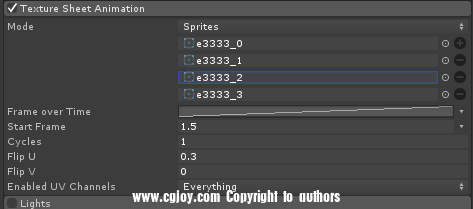 Texture Sheet Animation
Mode Sprites
e3333_0
e3333_1
e3333_2
e3333_3
Frame over Time
Start Frame 1.5
Cycles 1
Flip U 0.3
Flip V 0
Enabled UV Channels Everything
www.cgjoy.com Copyright to authors
Lights